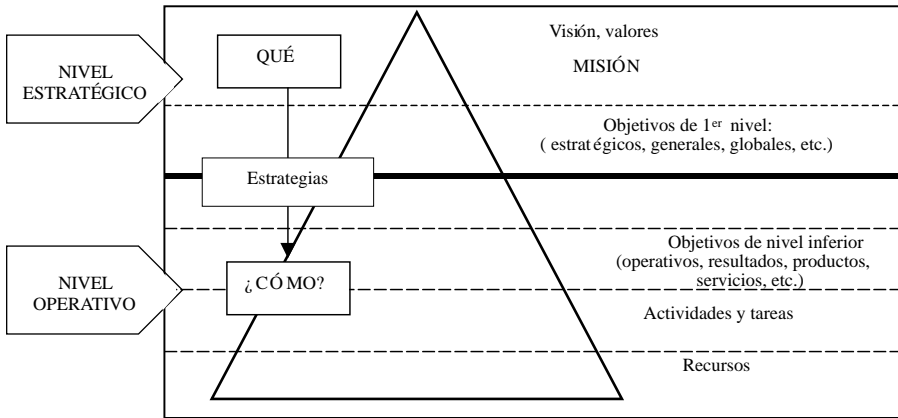 Visión, valores
QUÉ
MISIÓN
NIVEL
ESTRATÉGICO
Objetivos de 1er nivel:
( estratégicos, generales, globales, etc.)
Estrategias
Objetivos de nivel inferior
(operativos, resultados, productos,
servicios, etc.)
¿CÓMO?
NIVEL
OPERATIVO
Actividades y tareas
Recursos